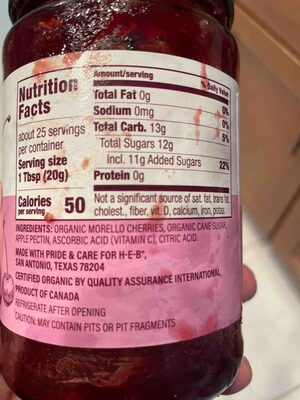 Nutrition
Facts
about 25 servings
per container
Serving size
1 Tbsp (20g)
Calories
per serving
50
Amount/serving
% Daily Value
Total Fat 0g
0%
Sodium 0mg
0%
Total Carb. 13g
5%
Total Sugars 12g
Incl. 11g Added Sugars
22%
Protein 0g
Not a significant source of sat. fat, trans fat,
cholest., fiber, vit. D, calcium, iron, potas.
INGREDIENTS: ORGANIC MORELLO CHERRIES, ORGANIC CANE SUGAR,
APPLE PECTIN, ASCORBIC ACID (VITAMIN C), CITRIC ACID.
MADE WITH PRIDE & CARE FOR H-E-B®,
SAN ANTONIO, TEXAS 78204
CERTIFIED ORGANIC BY QUALITY ASSURANCE INTERNATIONAL
PRODUCT OF CANADA
REFRIGERATE AFTER OPENING
CAUTION: MAY CONTAIN PITS OR PIT FRAGMENTS